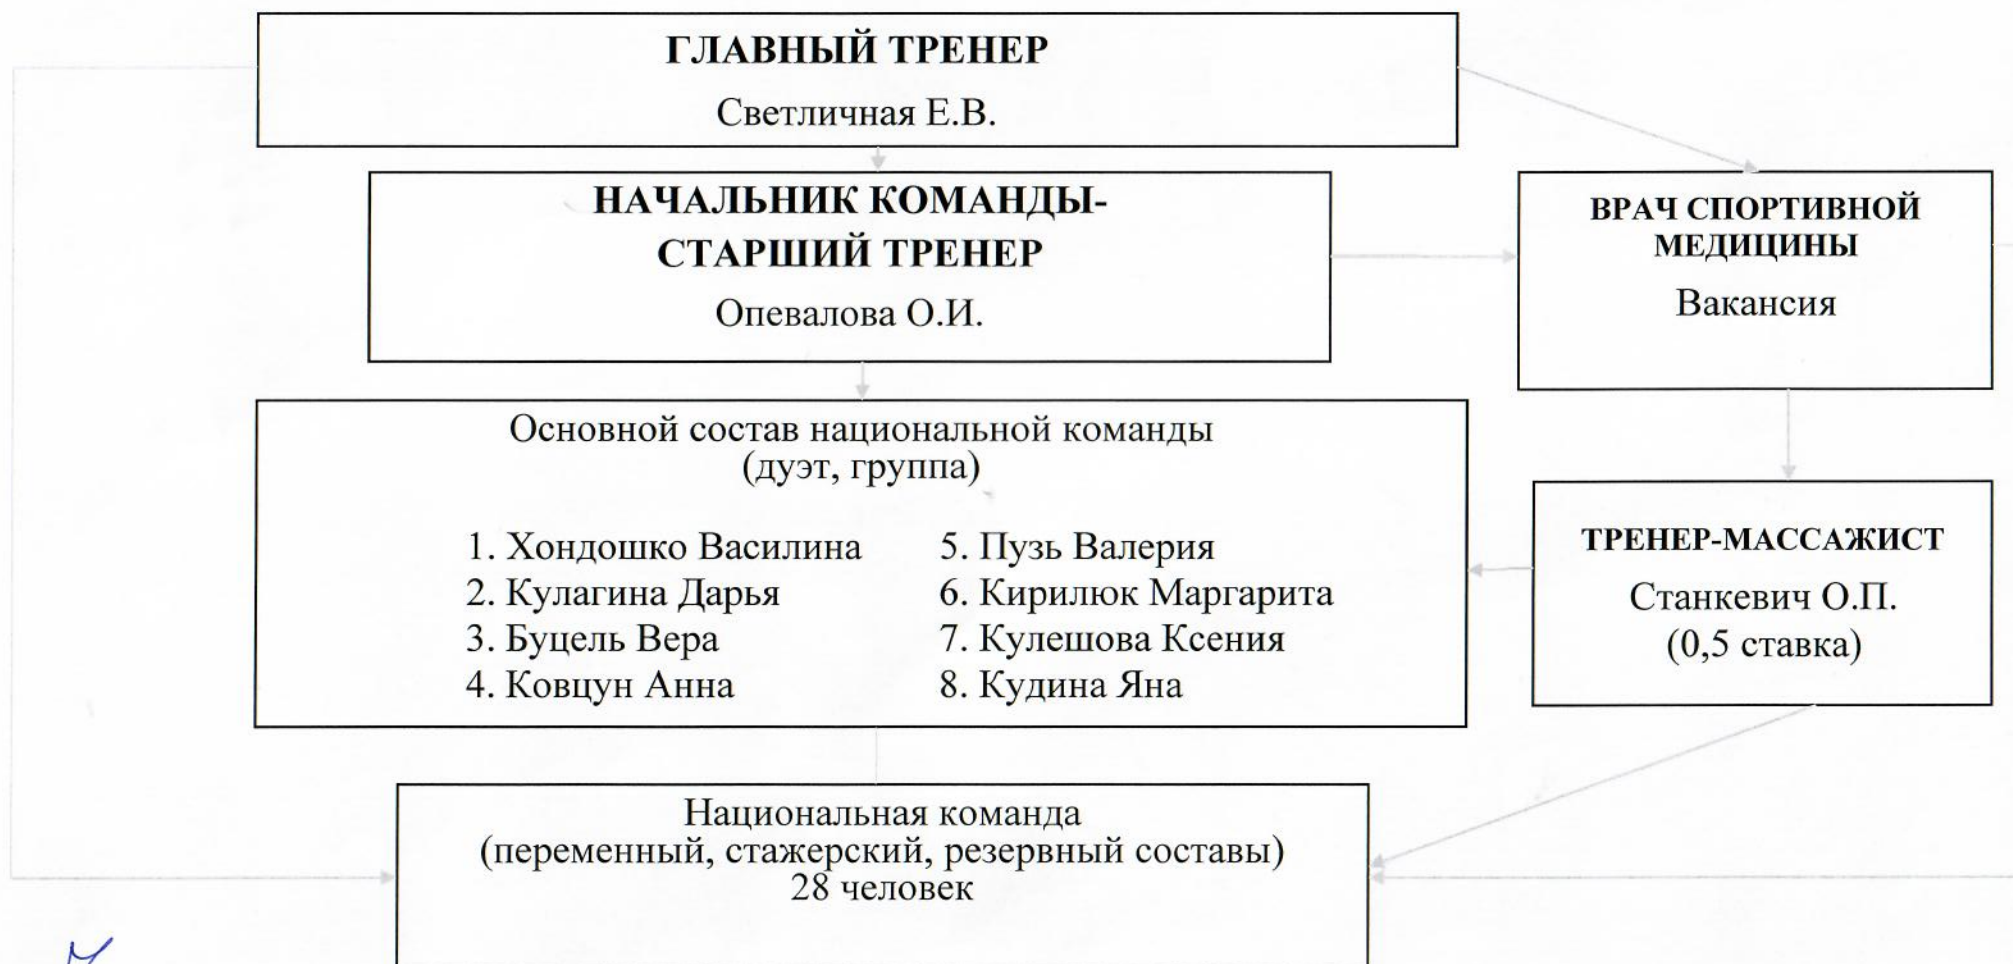 ГЛАВНЫЙ ТРЕНЕР
Светличная Е.В.
НАЧАЛЬНИК КОМАНДЫ-
СТАРШИЙ ТРЕНЕР
Опевалова О.И.
ВРАЧ СПОРТИВНОЙ
МЕДИЦИНЫ
Вакансия
Основной состав национальной команды
(дуэт, группа)
1. Хондошко Василина
2. Кулагина Дарья
3. Буцель Вера
4. Ковцун Анна
5. Пузь Валерия
6. Кирилюк Маргарита
7. Кулешова Ксения
8. Кудина Яна
ТРЕНЕР-МАССАЖИСТ
Станкевич О.П.
(0,5 ставка)
Национальная команда
(переменный, стажерский, резервный составы)
28 человек